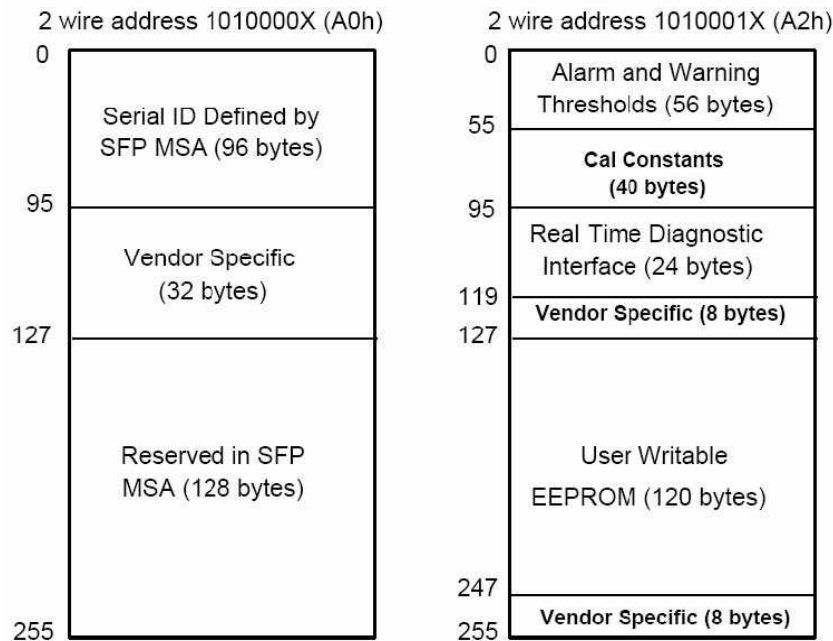 2 wire address 1010000X (A0h)
0
Serial ID Defined by
SFP MSA (96 bytes)
95
Vendor Specific
(32 bytes)
127
Reserved in SFP
MSA (128 bytes)
255
2 wire address 1010001X (A2h)
0
Alarm and Warning
Thresholds (56 bytes)
55
Cal Constants
(40 bytes)
95
Real Time Diagnostic
Interface (24 bytes)
119
Vendor Specific (8 bytes)
127
User Writable
EEPROM (120 bytes)
247
Vendor Specific (8 bytes)
255